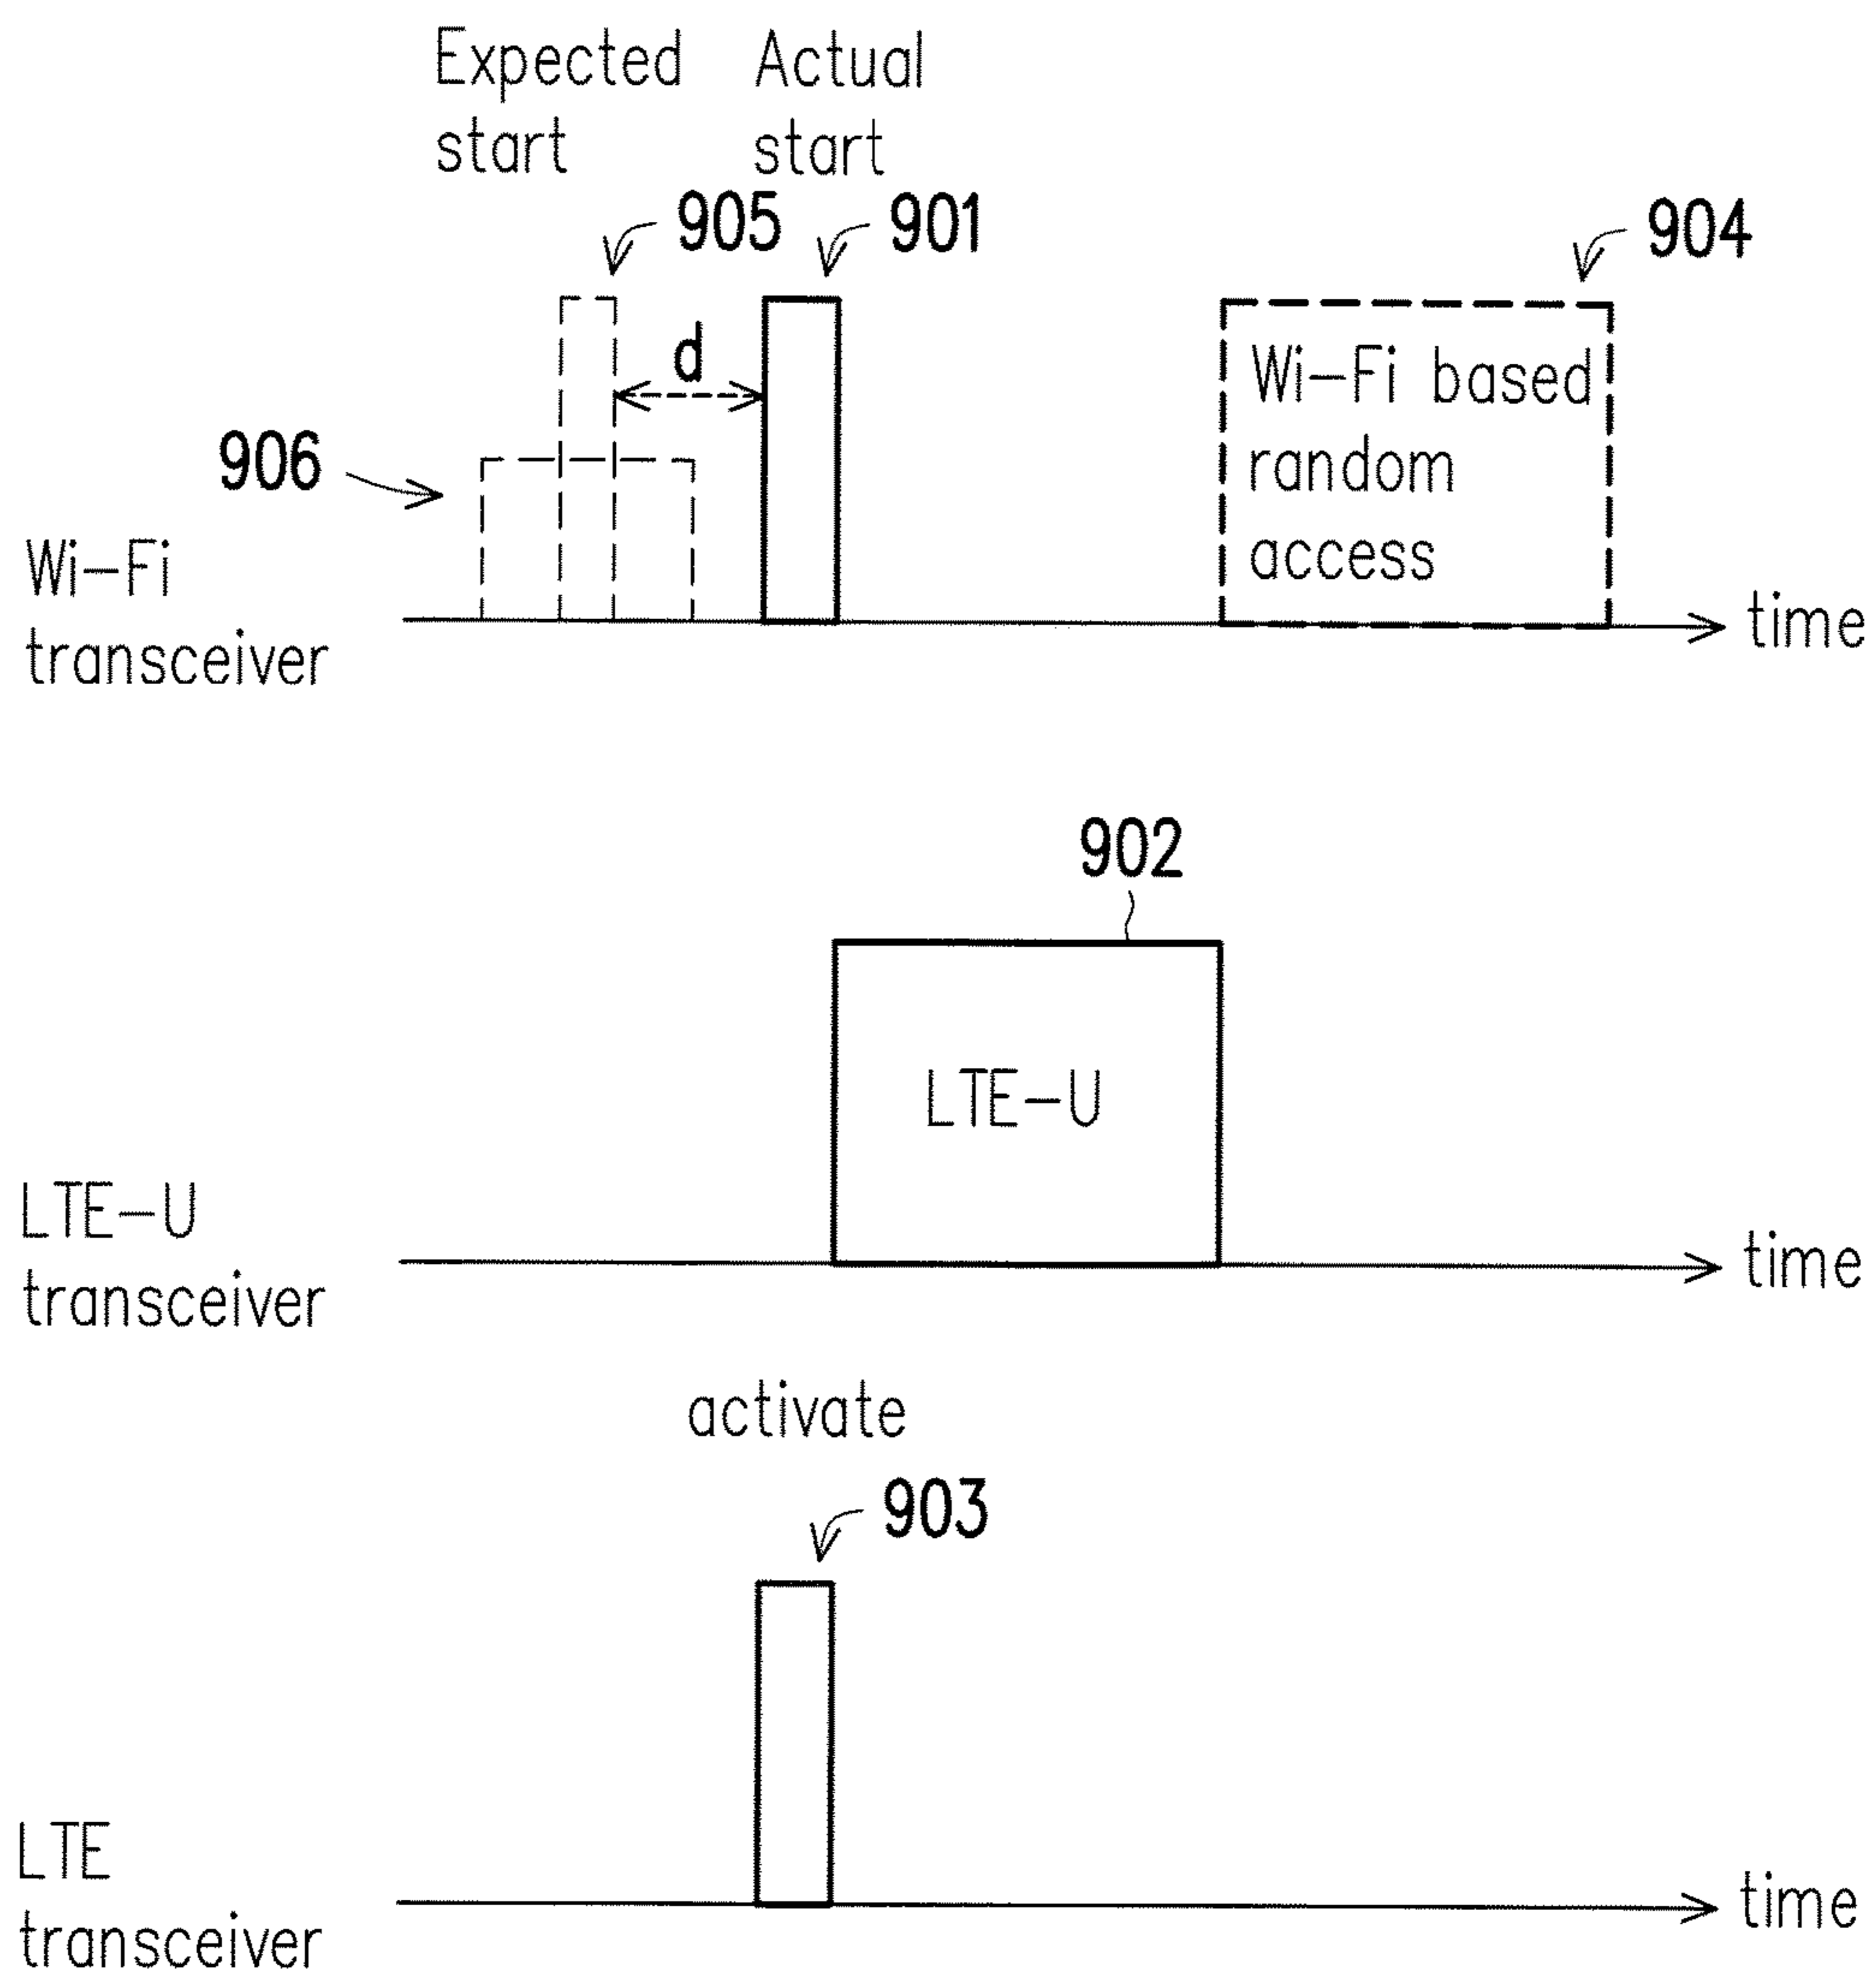 Expected
start
Actual
start
905
901
904
d
906
Wi-Fi based
random
access
Wi-Fi
transceiver
time
902
LTE-U
LTE-U
transceiver
time
activate
903
LTE
transceiver
time